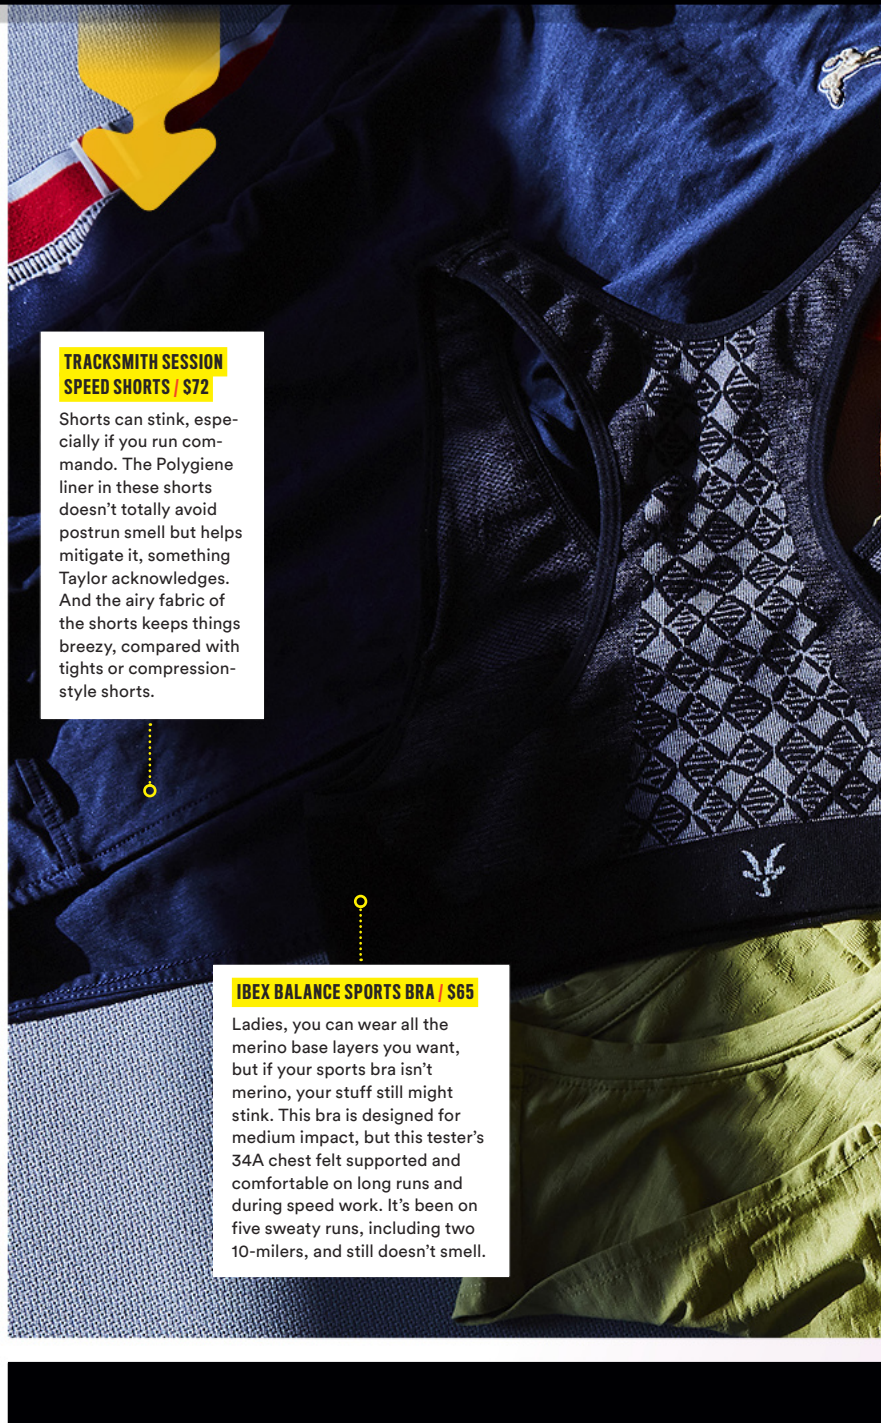 TRACKSMITH SESSION
SPEED SHORTS / $72
Shorts can stink, espe-
cially if you run com-
mando. The Polygiene
liner in these shorts
doesn’t totally avoid
postrun smell but helps
mitigate it, something
Taylor acknowledges.
And the airy fabric of
the shorts keeps things
breezy, compared with
tights or compression-
style shorts.
IBEX BALANCE SPORTS BRA / $65
Ladies, you can wear all the
merino base layers you want,
but if your sports bra isn’t
merino, your stuff still might
stink. This bra is designed for
medium impact, but this tester’s
34A chest felt supported and
comfortable on long runs and
during speed work. It’s been on
five sweaty runs, including two
10-milers, and still doesn’t smell.